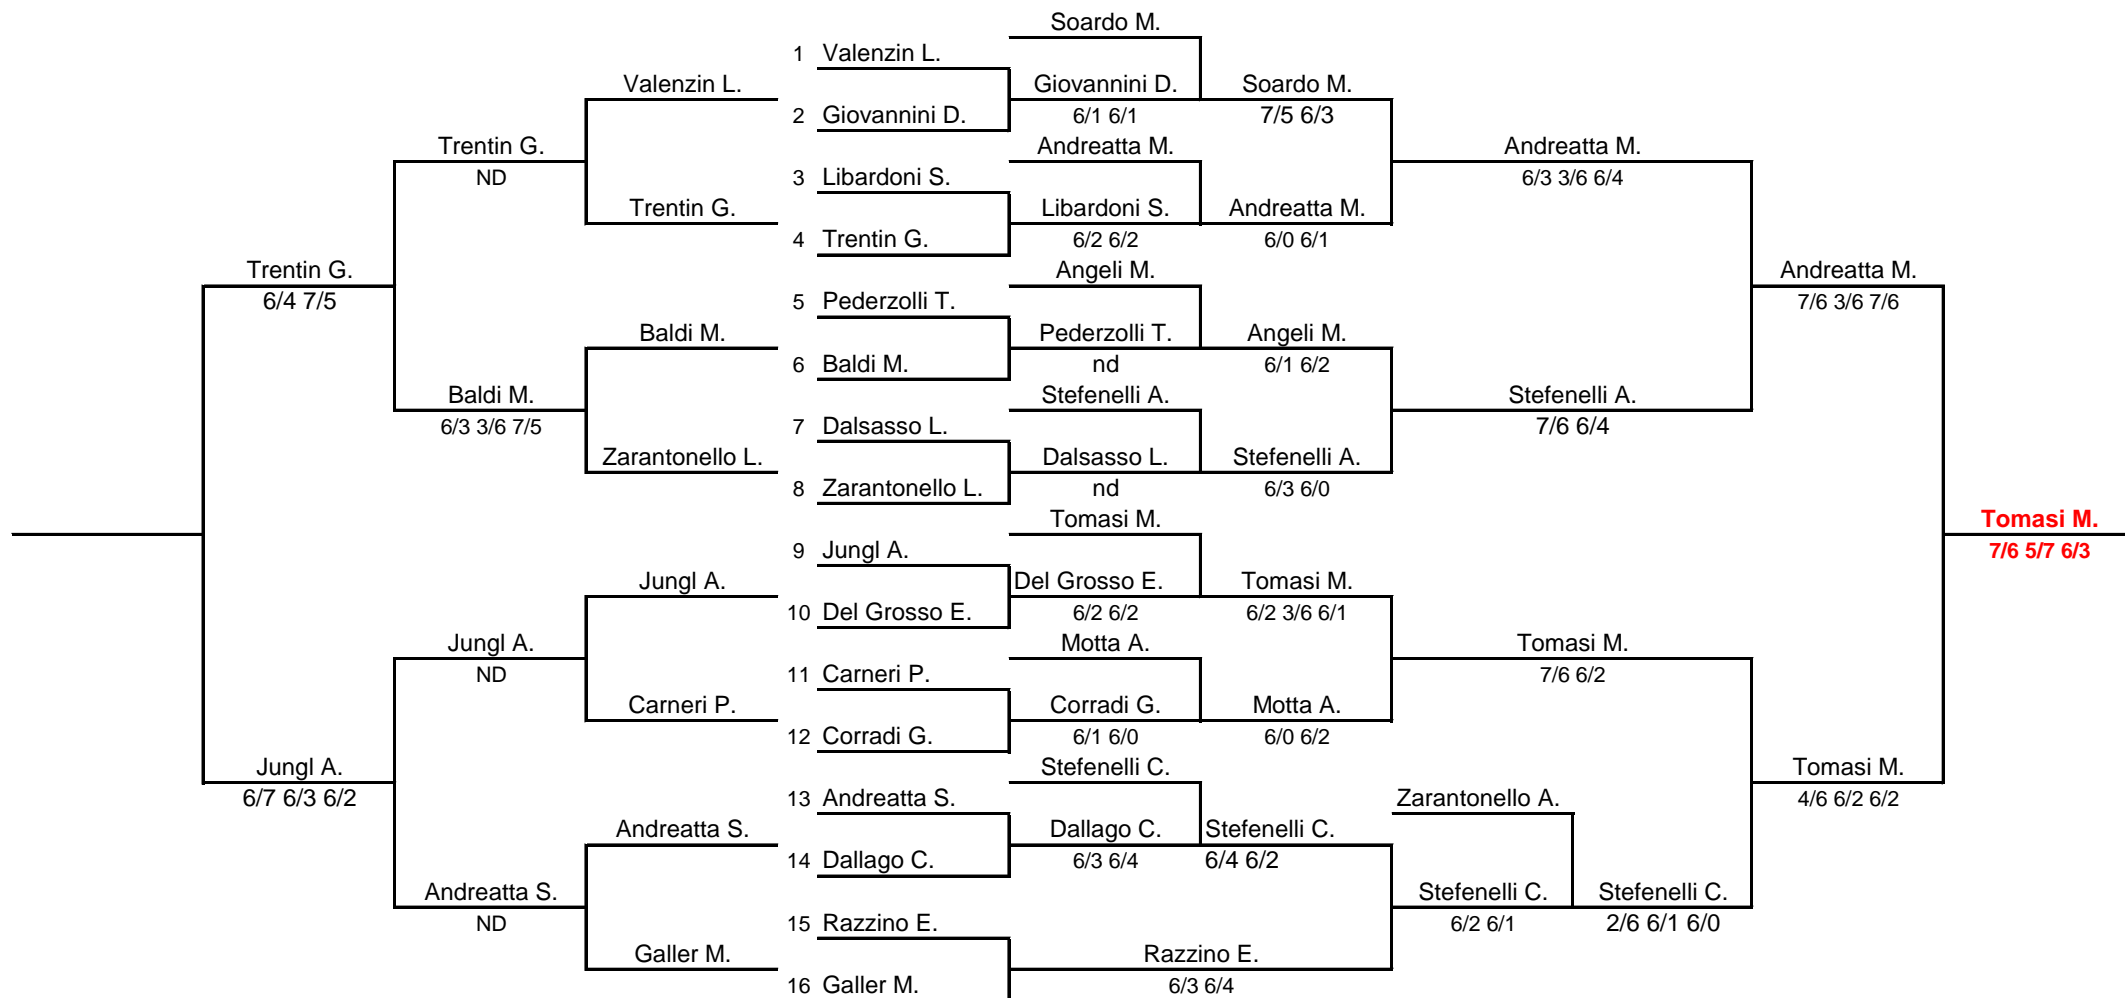 Soardo M.
1 Valenzin L.
Valenzin L. Giovannini D. Soardo M.
2 Giovannini D. 6/1 6/1 7/5 6/3
Trentin G. Andreatta M. Andreatta M.
ND 3 Libardoni S. 6/3 3/6 6/4
Trentin G. Libardoni S. Andreatta M.
4 Trentin G. 6/2 6/2 6/0 6/1
Trentin G. Angeli M. Andreatta M.
6/4 7/5 5 Pederzolli T. 7/6 3/6 7/6
Baldi M. Pederzolli T. Angeli M.
6 Baldi M. nd 6/1 6/2
Baldi M. Stefenelli A. Stefenelli A.
6/3 3/6 7/5 7 Dalsasso L. 7/6 6/4
Zarantonello L. Dalsasso L. Stefenelli A.
8 Zarantonello L. nd 6/3 6/0
Tomasi M. Tomasi M.
9 Jungl A. 7/6 5/7 6/3
Jungl A. Del Grosso E. Tomasi M.
10 Del Grosso E. 6/2 6/2 6/2 3/6 6/1
Jungl A. Motta A. Tomasi M.
ND 11 Carneri P. 7/6 6/2
Carneri P. Corradi G. Motta A.
12 Corradi G. 6/1 6/0 6/0 6/2
Jungl A. Stefenelli C. Tomasi M.
6/7 6/3 6/2 13 Andreatta S. Zarantonello A. 4/6 6/2 6/2
Andreatta S. Dallago C. Stefenelli C.
14 Dallago C. 6/3 6/4 6/4 6/2
Andreatta S. Stefenelli C. Stefenelli C.
ND 15 Razzino E. 6/2 6/1 2/6 6/1 6/0
Galler M. Razzino E.
16 Galler M. 6/3 6/4